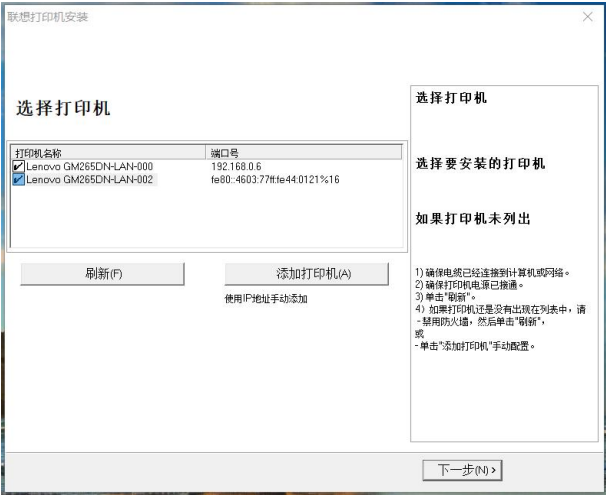 联想打印机安装
选择打印机
打印机名称 端口号
Lenovo GM265DN-LAN-000 192.168.0.6
Lenovo GM265DN-LAN-002 fe80::4603:77ff:fe44:0121%16
刷新(F)
添加打印机(A)
使用IP地址手动添加
选择打印机
选择要安装的打印机
如果打印机未列出
1) 确保电缆已经连接到计算机或网络。
2) 确保打印机电源已接通。
3) 单击"刷新"。
4) 如果打印机还是没有出现在列表中，请
-禁用防火墙，然后单击"刷新"，
或
-单击"添加打印机"手动配置。
下一步(N)>